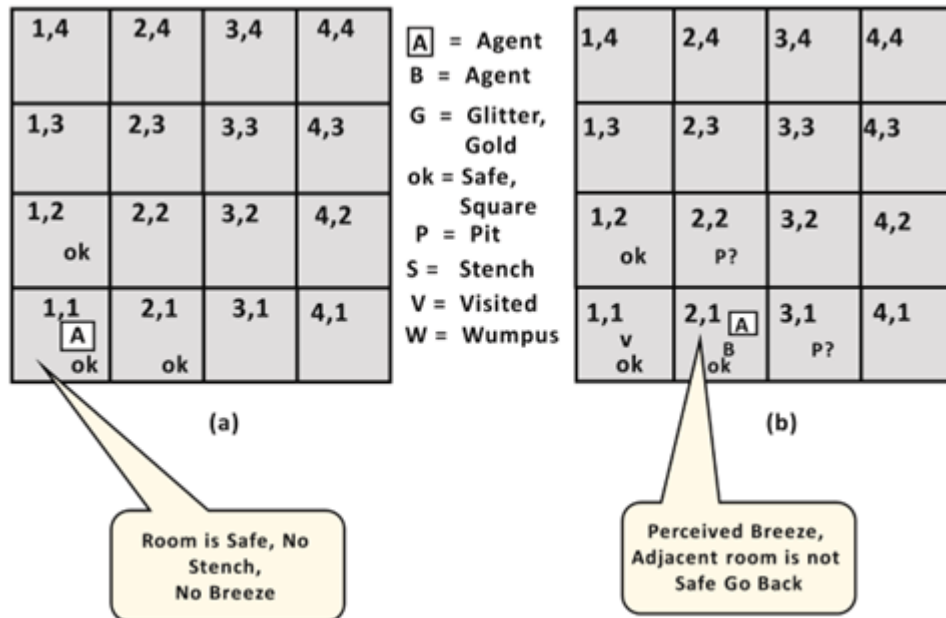 1,4 2,4 3,4 4,4
1,3 2,3 3,3 4,3
1,2 2,2 3,2 4,2
ok
1,1 2,1 3,1 4,1
A
ok ok
(a)
Room is Safe, No
Stench,
No Breeze
A = Agent
B = Agent
G = Glitter,
Gold
ok = Safe,
Square
P = Pit
S = Stench
V = Visited
W = Wumpus
1,4 2,4 3,4 4,4
1,3 2,3 3,3 4,3
1,2 2,2 3,2 4,2
ok P?
1,1 2,1 A 3,1 4,1
v B P?
ok ok
(b)
Perceived Breeze,
Adjacent room is not
Safe Go Back